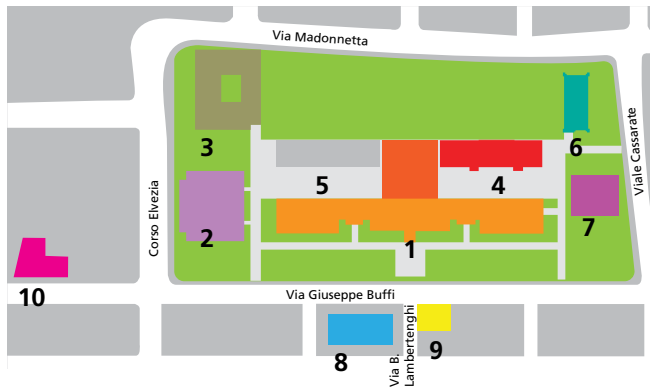 Via Madonnetta
3
6
5
4
Viale Cassarate
Corso Elvezia
2
7
1
10
Via Giuseppe Buffi
8
Via B.
Lambertenghi
9